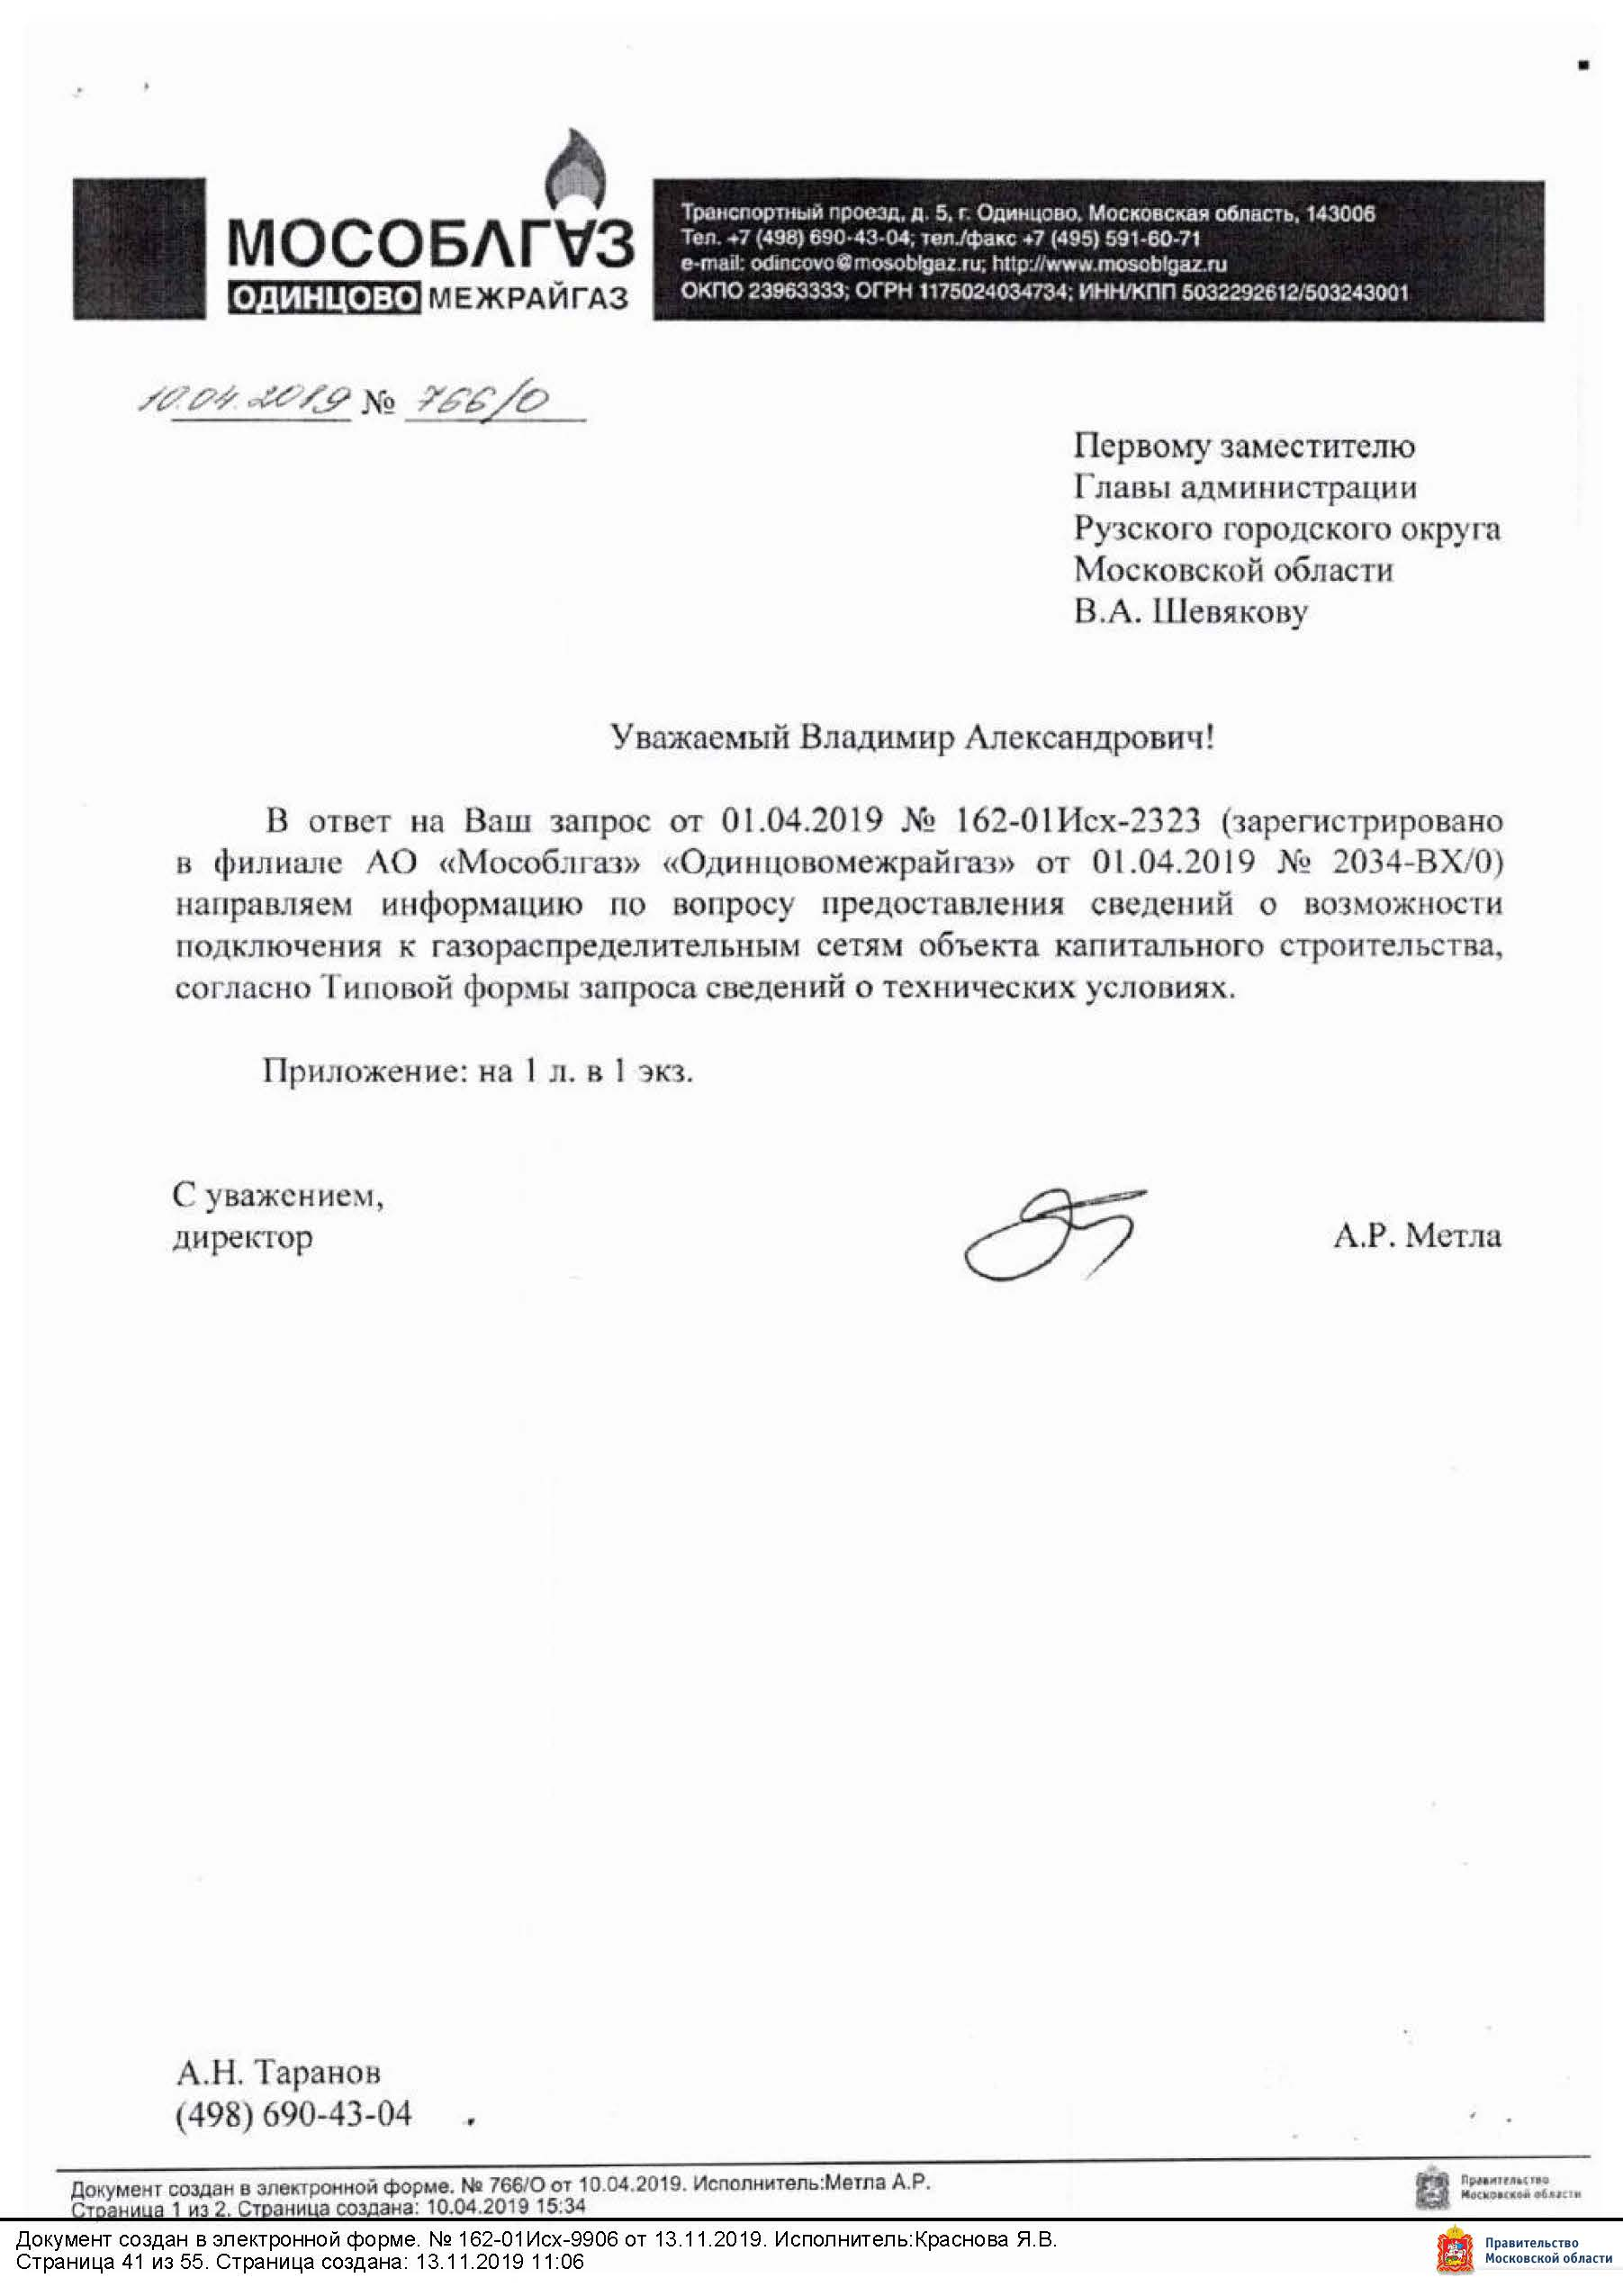 МОСОБЛГАЗ
ОДИНЦОВО МЕЖРАЙГАЗ
Транспортный проезд, д. 5, г. Одинцово, Московская область, 143006
Тел. +7 (498) 690-43-04; тел./факс +7 (495) 591-60-71
e-mail: odincovo@mosoblgaz.ru; http://www.mosoblgaz.ru
ОКПО 23963333; ОГРН 1175024034734; ИНН/КПП 5032292612/503243001
10.04.2019 № 766/0
Первому заместителю
Главы администрации
Рузского городского округа
Московской области
В.А. Шевякову
Уважаемый Владимир Александрович!
В ответ на Ваш запрос от 01.04.2019 № 162-01Исх-2323 (зарегистрировано
в филиале АО «Мособлгаз» «Одинцовомежрайгаз» от 01.04.2019 № 2034-ВХ/0)
направляем информацию по вопросу предоставления сведений о возможности
подключения к газораспределительным сетям объекта капитального строительства,
согласно Типовой формы запроса сведений о технических условиях.
Приложение: на 1 л. в 1 экз.
С уважением,
директор
А.Р. Метла
А.Н. Таранов
(498) 690-43-04
Документ создан в электронной форме. № 766/О от 10.04.2019. Исполнитель:Метла А.Р.
Страница 1 из 2. Страница создана: 10.04.2019 15:34
Правительство
Московской области
Документ создан в электронной форме. № 162-01Исх-9906 от 13.11.2019. Исполнитель:Краснова Я.В.
Страница 41 из 55. Страница создана: 13.11.2019 11:06
Правительство
Московской области